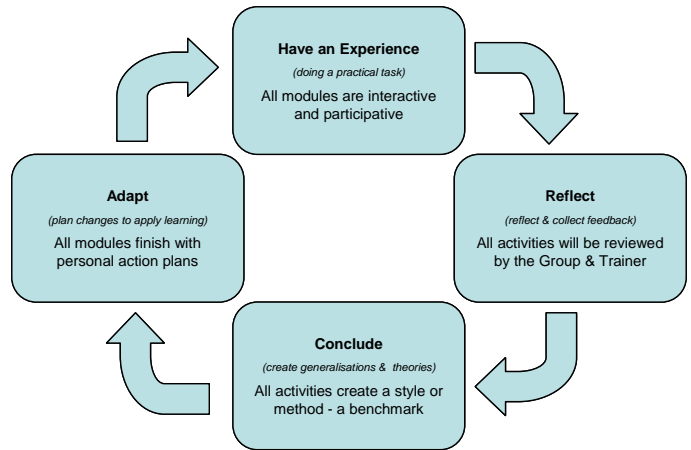 Have an Experience
(doing a practical task)
All modules are interactive
and participative
Adapt
(plan changes to apply learning)
All modules finish with
personal action plans
Reflect
(reflect & collect feedback)
All activities will be reviewed
by the Group & Trainer
Conclude
(create generalisations & theories)
All activities create a style or
method - a benchmark